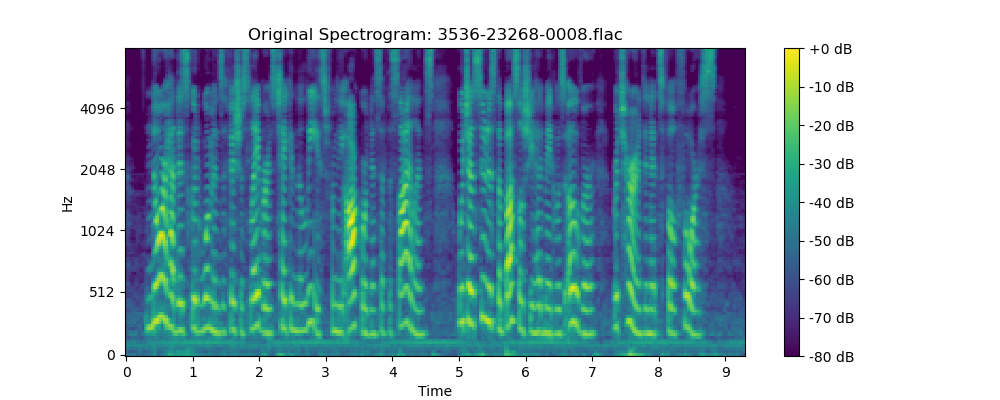 Original Spectrogram: 3536-23268-0008.flac
Hz
4096
2048
1024
512
0
0 1 2 3 4 5 6 7 8 9
Time
+0 dB
-10 dB
-20 dB
-30 dB
-40 dB
-50 dB
-60 dB
-70 dB
-80 dB